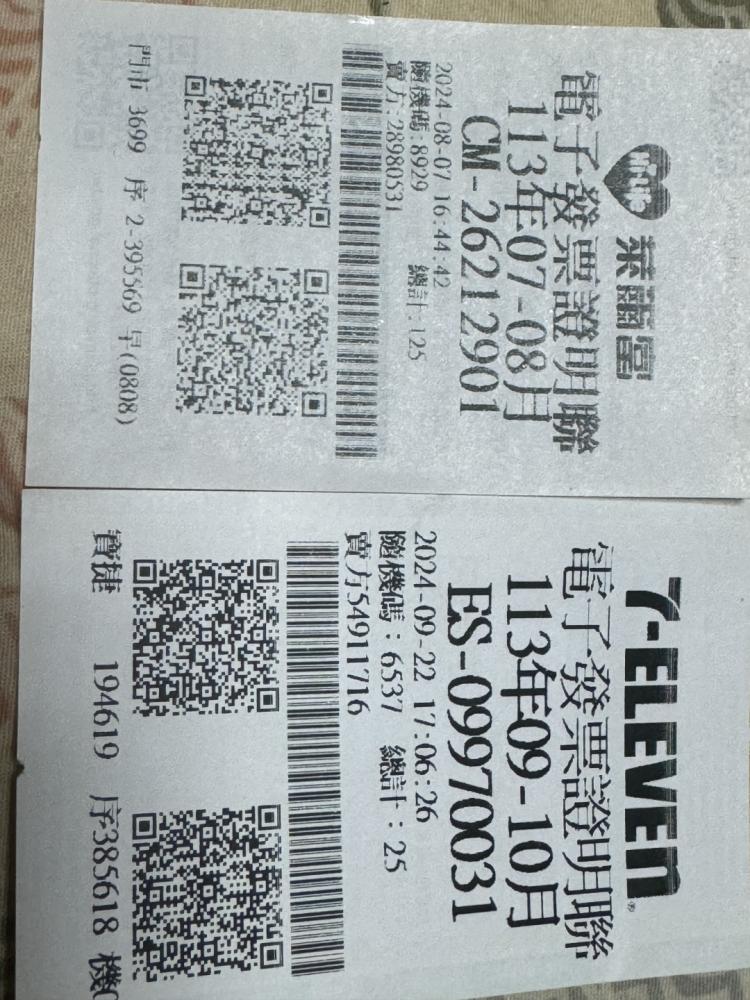 Hi-Life
萊爾富
電子發票證明聯
113年07-08月
CM-26212901
2024-08-07 16:44:42
隨機碼:8929 總計:125
賣方:28980531
門市 3699 序 2-395569 早(0808)
7-ELEVEn®
電子發票證明聯
113年09-10月
ES-09970031
2024-09-22 17:06:26
隨機碼:6537 總計:25
賣方54911716
寶捷 194619 序385618 機